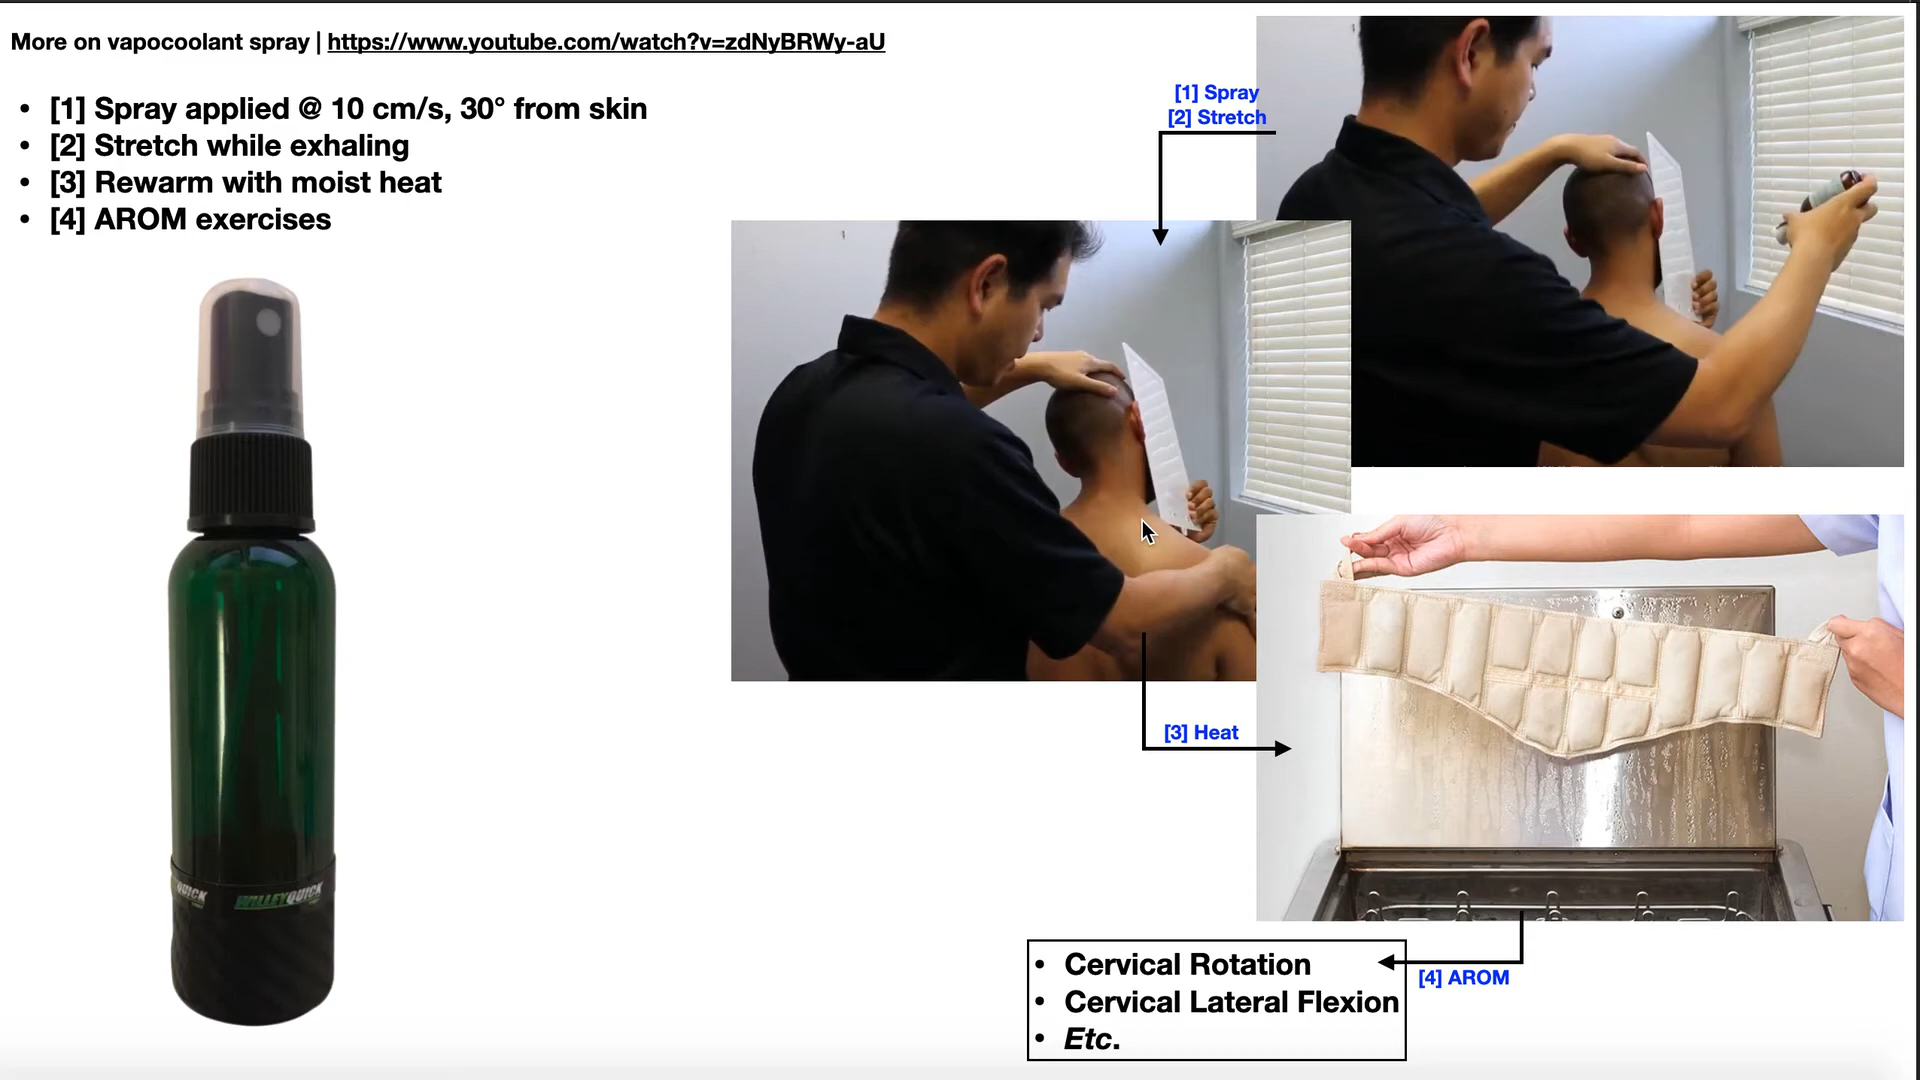 More on vapocoolant spray | https://www.youtube.com/watch?v=zdNyBRWy-aU
• [1] Spray applied @ 10 cm/s, 30° from skin
• [2] Stretch while exhaling
• [3] Rewarm with moist heat
• [4] AROM exercises
[1] Spray
[2] Stretch
QUICK WILLEYQUICK
[3] Heat
[4] AROM
• Cervical Rotation
• Cervical Lateral Flexion
• Etc.